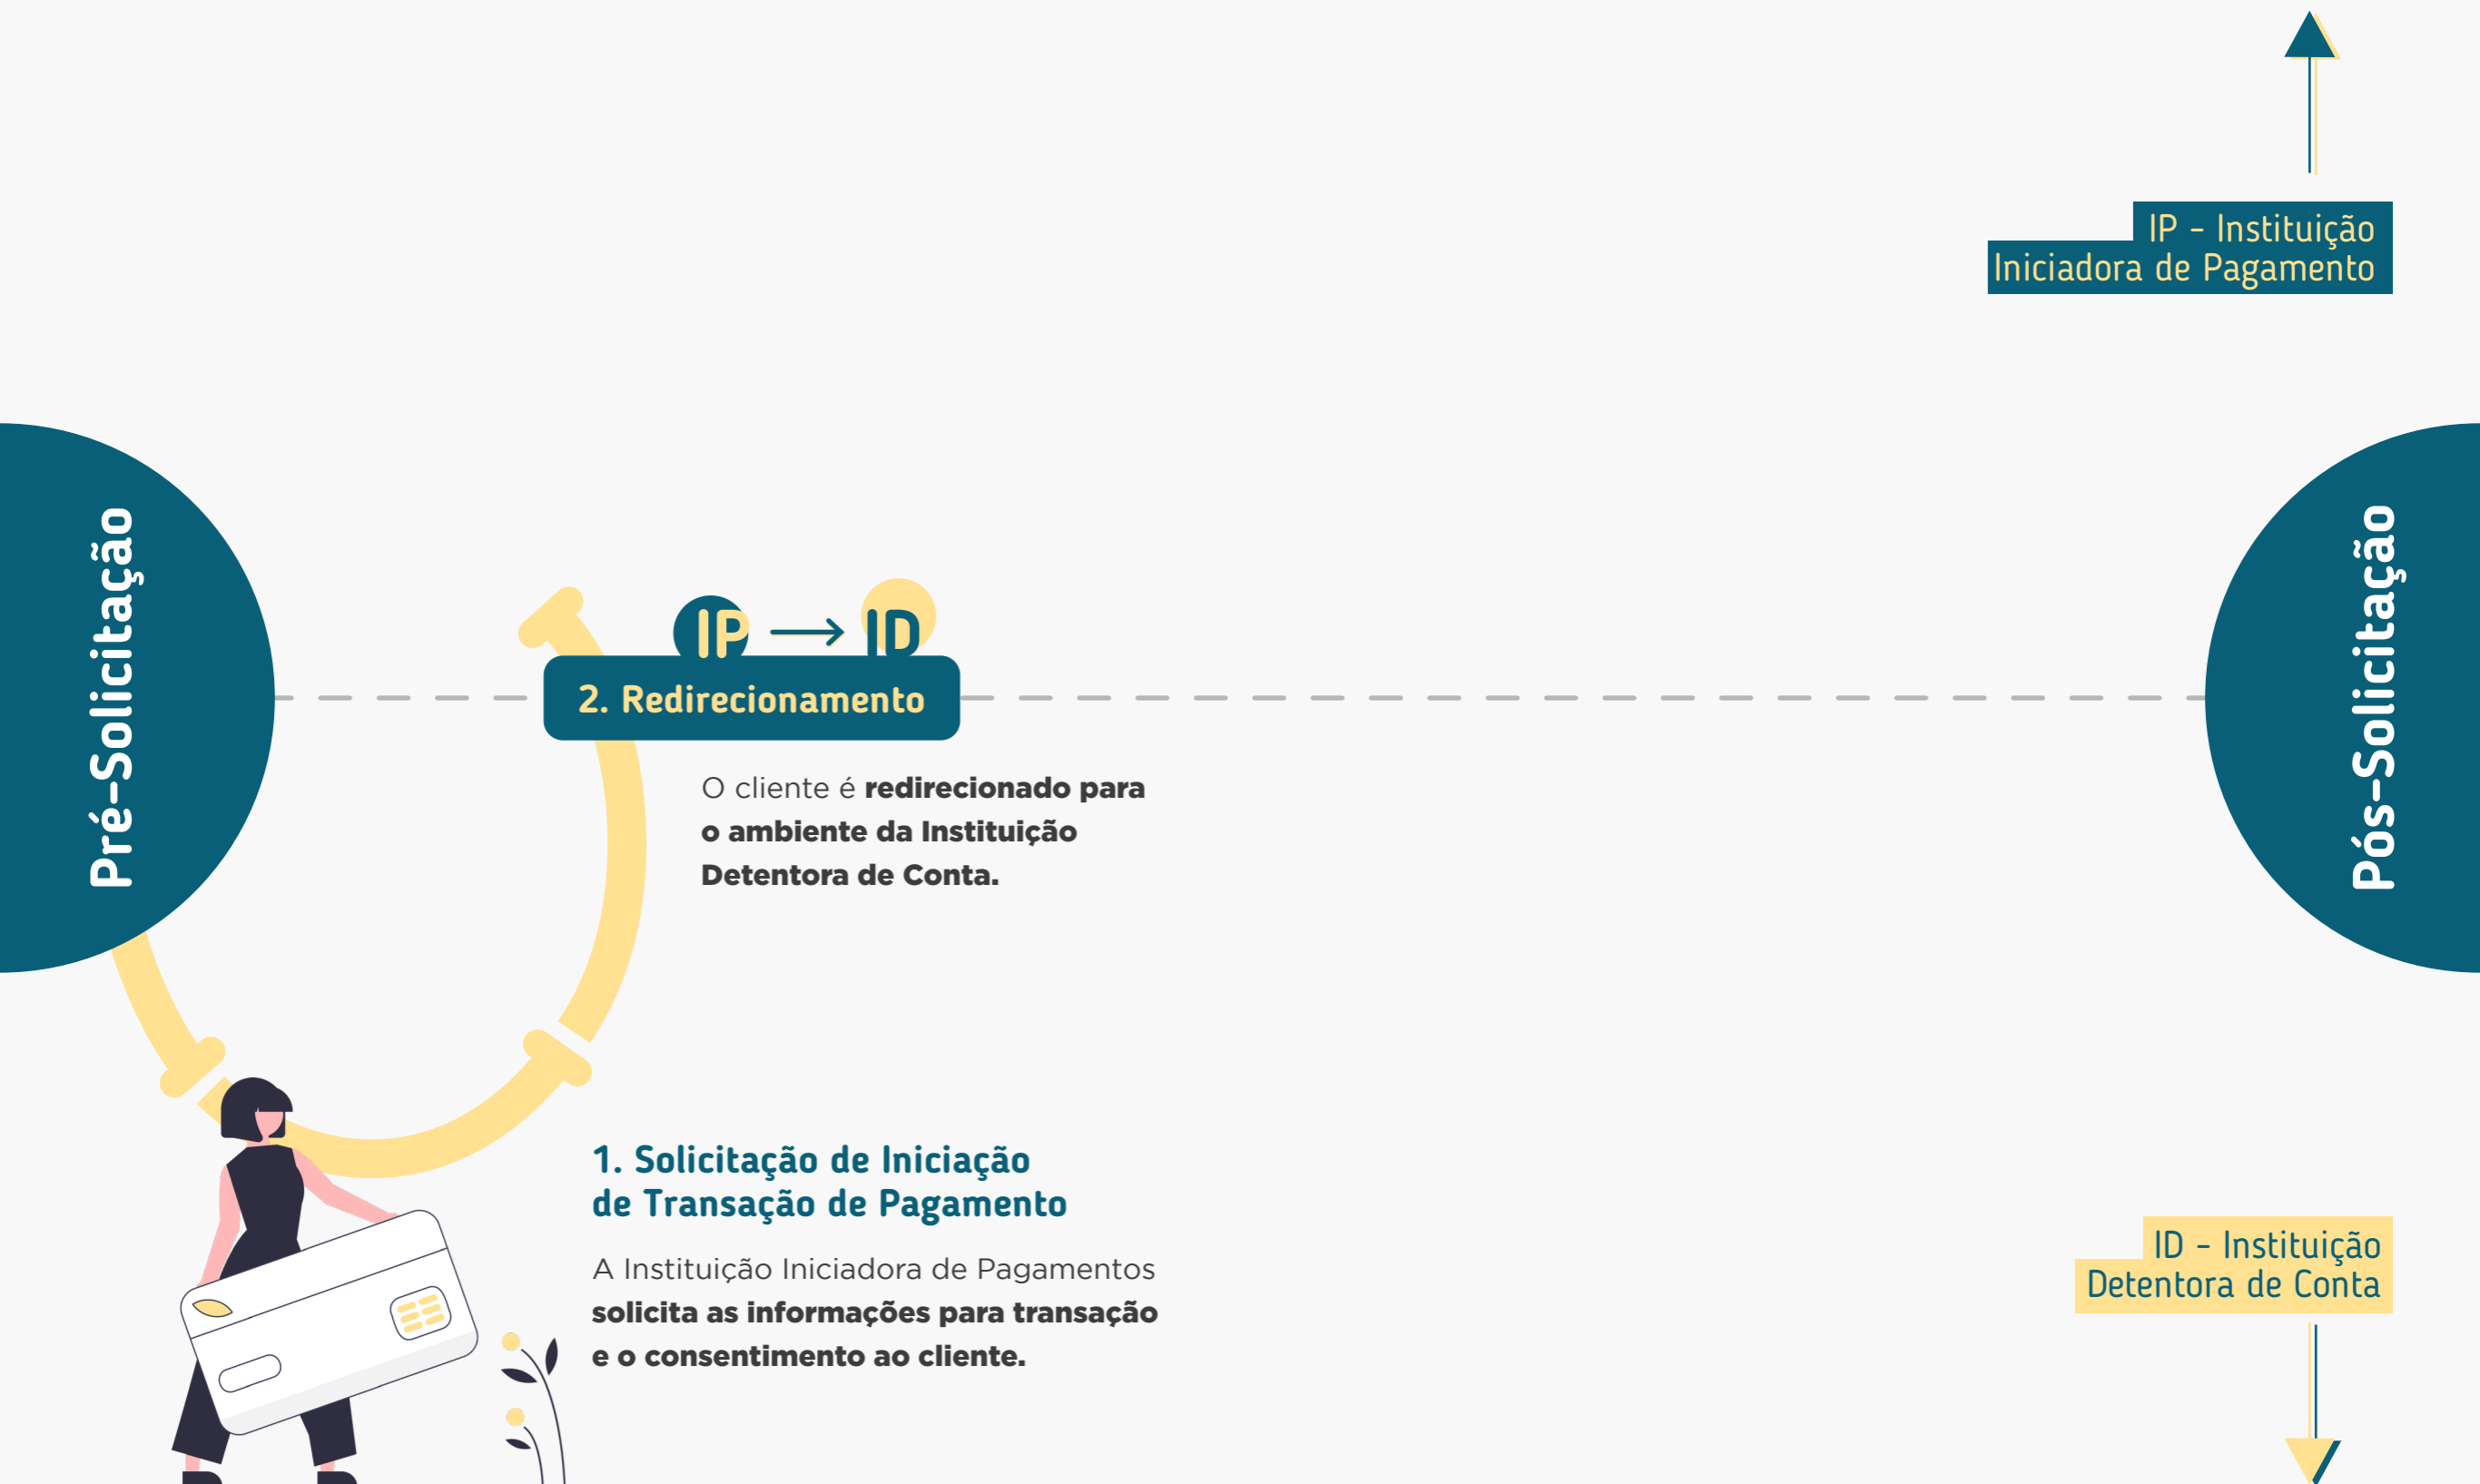 IP - Instituição
Iniciadora de Pagamento
Pré-Solicitação
IP
ID
2. Redirecionamento
O cliente é redirecionado para
o ambiente da Instituição
Detentora de Conta.
Pós-Solicitação
1. Solicitação de Iniciação
de Transação de Pagamento
A Instituição Iniciadora de Pagamentos
solicita as informações para transação
e o consentimento ao cliente.
ID - Instituição
Detentora de Conta